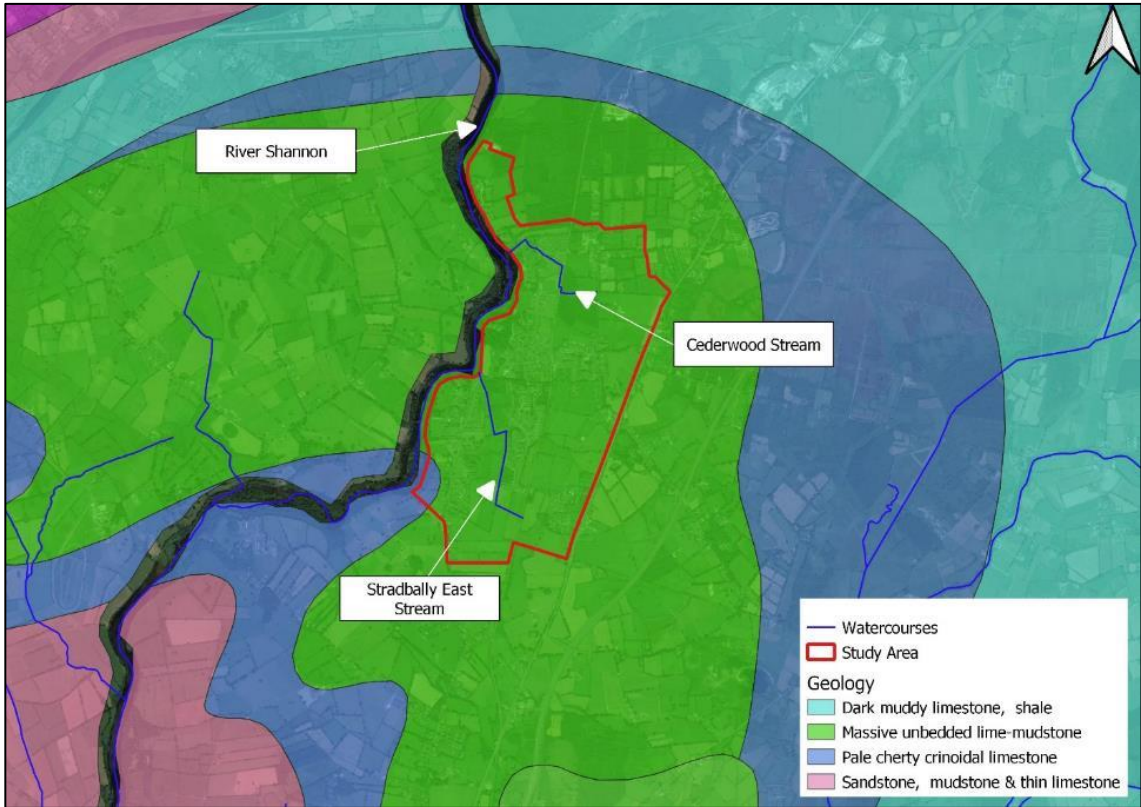 River Shannon
Cederwood Stream
Stradbally East
Stream
Watercourses
Study Area
Geology
Dark muddy limestone, shale
Massive unbedded lime-mudstone
Pale cherty crinoidal limestone
Sandstone, mudstone & thin limestone